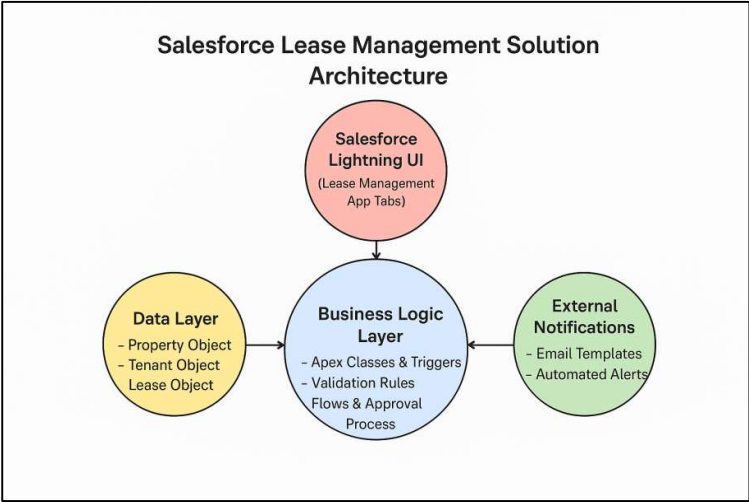 Salesforce Lease Management Solution
Architecture
Salesforce
Lightning UI
(Lease Management
App Tabs)
Data Layer
– Property Object
– Tenant Object
Lease Object
Business Logic
Layer
– Apex Classes & Triggers
– Validation Rules
Flows & Approval
Process
External
Notifications
– Email Templates
– Automated Alerts